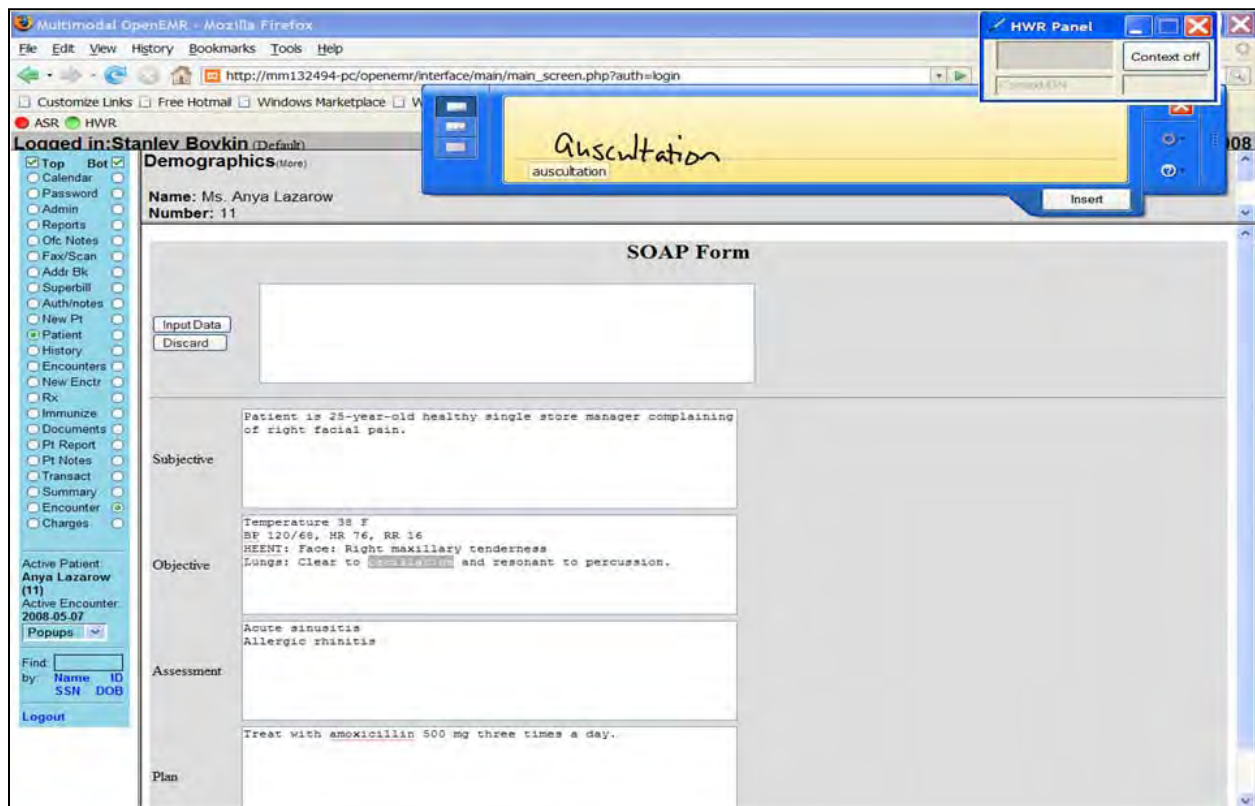 Multimodal OpenEMR - Mozilla Firefox
HWR Panel
File Edit View History Bookmarks Tools Help
Context off
http://mm132494-pc/openemr/interface/main/main_screen.php?auth=login
Customize Links Free Hotmail Windows Marketplace W
ASR HWR
Logged in:Stanley Boykin (Default)
008
Auscultation
auscultation
Insert
Top Bot
Calendar
Password
Admin
Reports
Ofc Notes
Fax/Scan
Addr Bk
Superbill
Auth/notes
New Pt
Patient
History
Encounters
New Enctr
Rx
Immunize
Documents
Pt Report
Pt Notes
Transact
Summary
Encounter
Charges
Active Patient:
Anya Lazarow
(11)
Active Encounter:
2008-05-07
Popups
Find:
by: Name ID
SSN DOB
Logout
Demographics(More)
Name: Ms. Anya Lazarow
Number: 11
SOAP Form
Input Data
Discard
Subjective
Patient is 25-year-old healthy single store manager complaining
of right facial pain.
Objective
Temperature 38 F
BP 120/68, HR 76, RR 16
HEENT: Face: Right maxillary tenderness
Lungs: Clear to and resonant to percussion.
Assessment
Acute sinusitis
Allergic rhinitis
Plan
Treat with amoxicillin 500 mg three times a day.